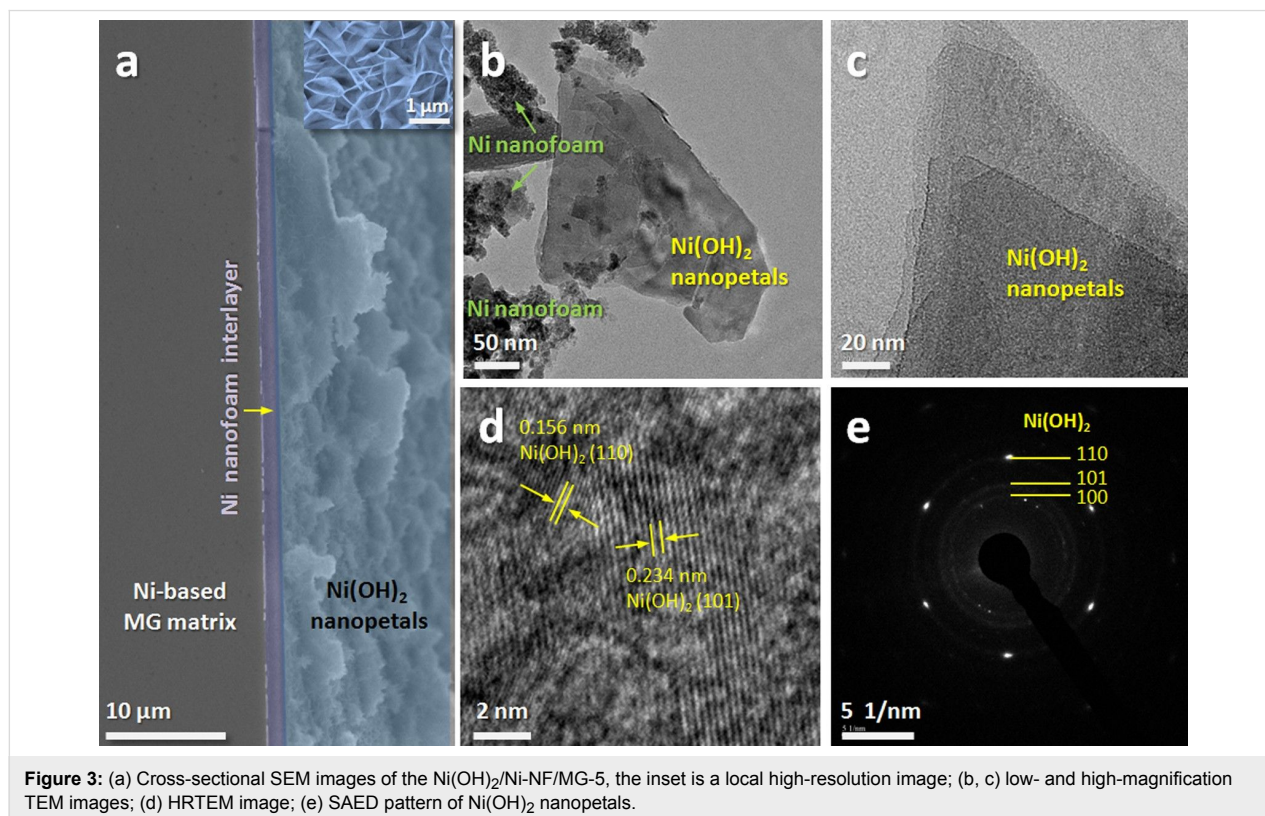 a
1 µm
Ni nanofoam interlayer
Ni-based
MG matrix
Ni(OH)₂
nanopetals
10 µm
b
Ni nanofoam
Ni(OH)₂
nanopetals
Ni nanofoam
50 nm
c
Ni(OH)₂
nanopetals
20 nm
d
0.156 nm
Ni(OH)₂ (110)
0.234 nm
Ni(OH)₂ (101)
2 nm
e
Ni(OH)₂
110
101
100
5 1/nm
5 1/nm
Figure 3: (a) Cross-sectional SEM images of the Ni(OH)₂/Ni-NF/MG-5, the inset is a local high-resolution image; (b, c) low- and high-magnification
TEM images; (d) HRTEM image; (e) SAED pattern of Ni(OH)₂ nanopetals.